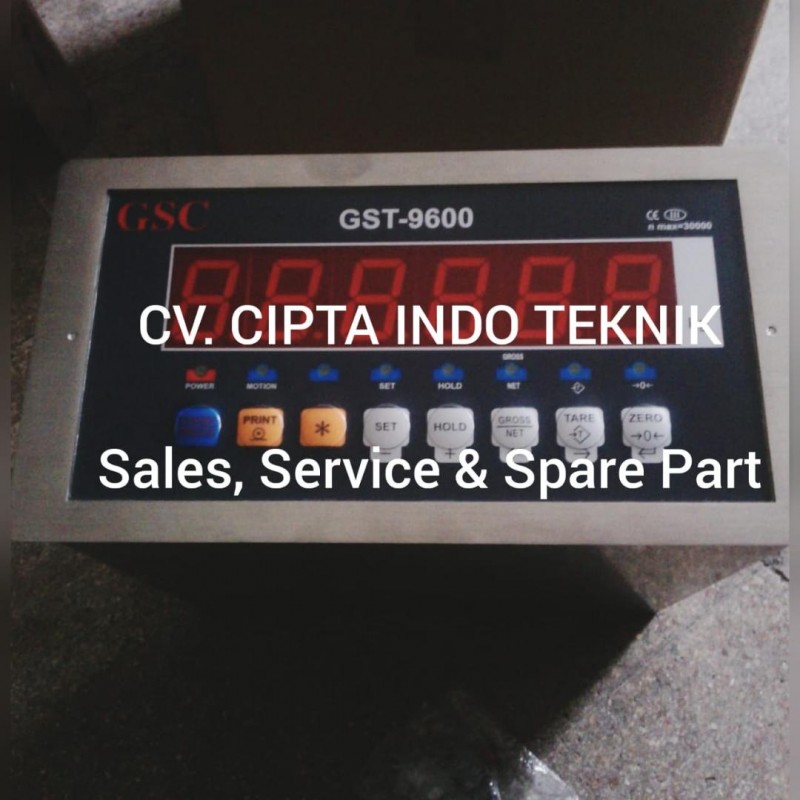 GSC
GST-9600
CE III
n max=30000
CV. CIPTA INDO TEKNIK
GROSS
POWER MOTION SET HOLD NET →T← →0←
PRINT * SET HOLD GROSS NET TARE →T← ZERO →0←
- + →
Sales, Service & Spare Part